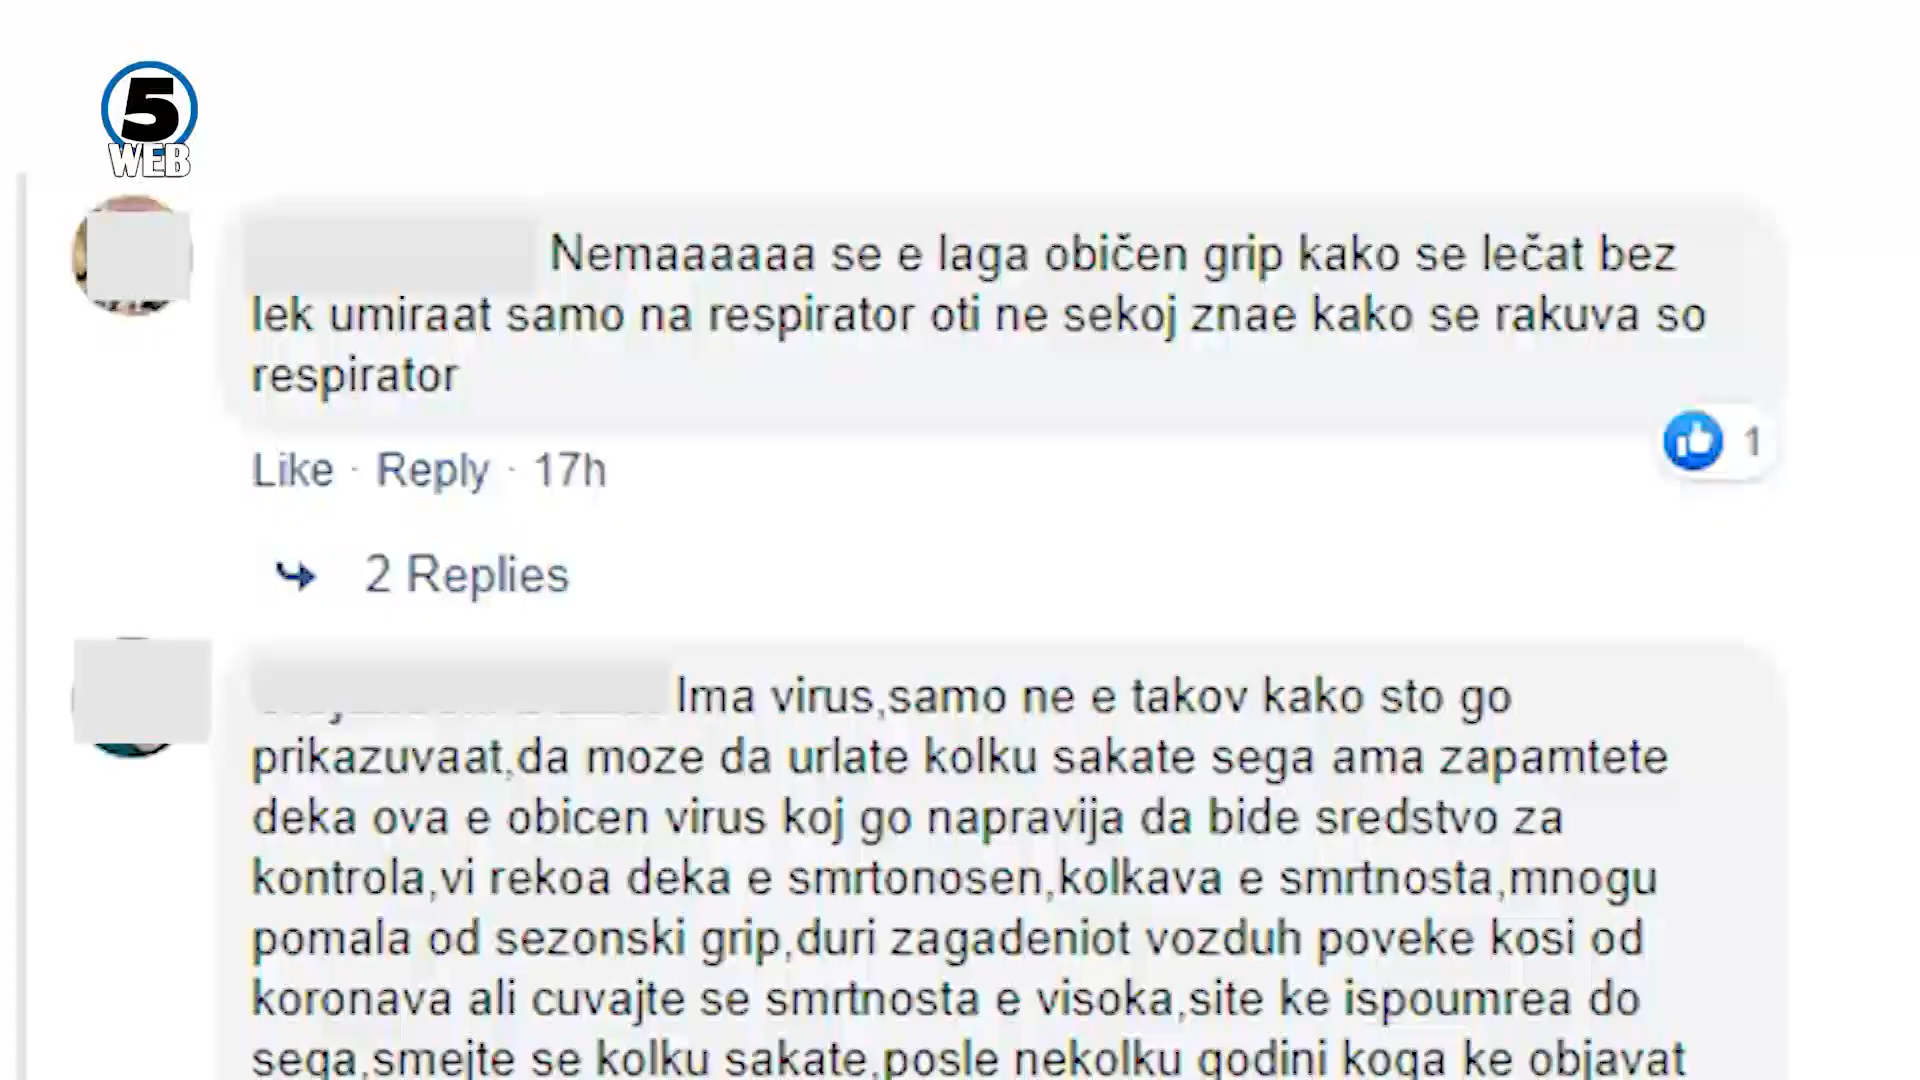 5
WEB
Nemaaaaaa se e laga običen grip kako se lečat bez
lek umiraat samo na respirator oti ne sekoj znae kako se rakuva so
respirator
1
Like · Reply · 17h
2 Replies
Ima virus,samo ne e takov kako sto go
prikazuvaat,da moze da urlate kolku sakate sega ama zapamtete
deka ova e obicen virus koj go napravija da bide sredstvo za
kontrola,vi rekoa deka e smrtonosen,kolkava e smrtnosta,mnogu
pomala od sezonski grip,duri zagadeniot vozduh poveke kosi od
koronava ali cuvajte se smrtnosta e visoka,site ke ispoumrea do
sega,smejte se kolku sakate,posle nekolku godini koga ke objavat